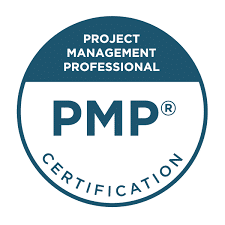 PROJECT
MANAGEMENT
PROFESSIONAL
PMP®
CERTIFICATION